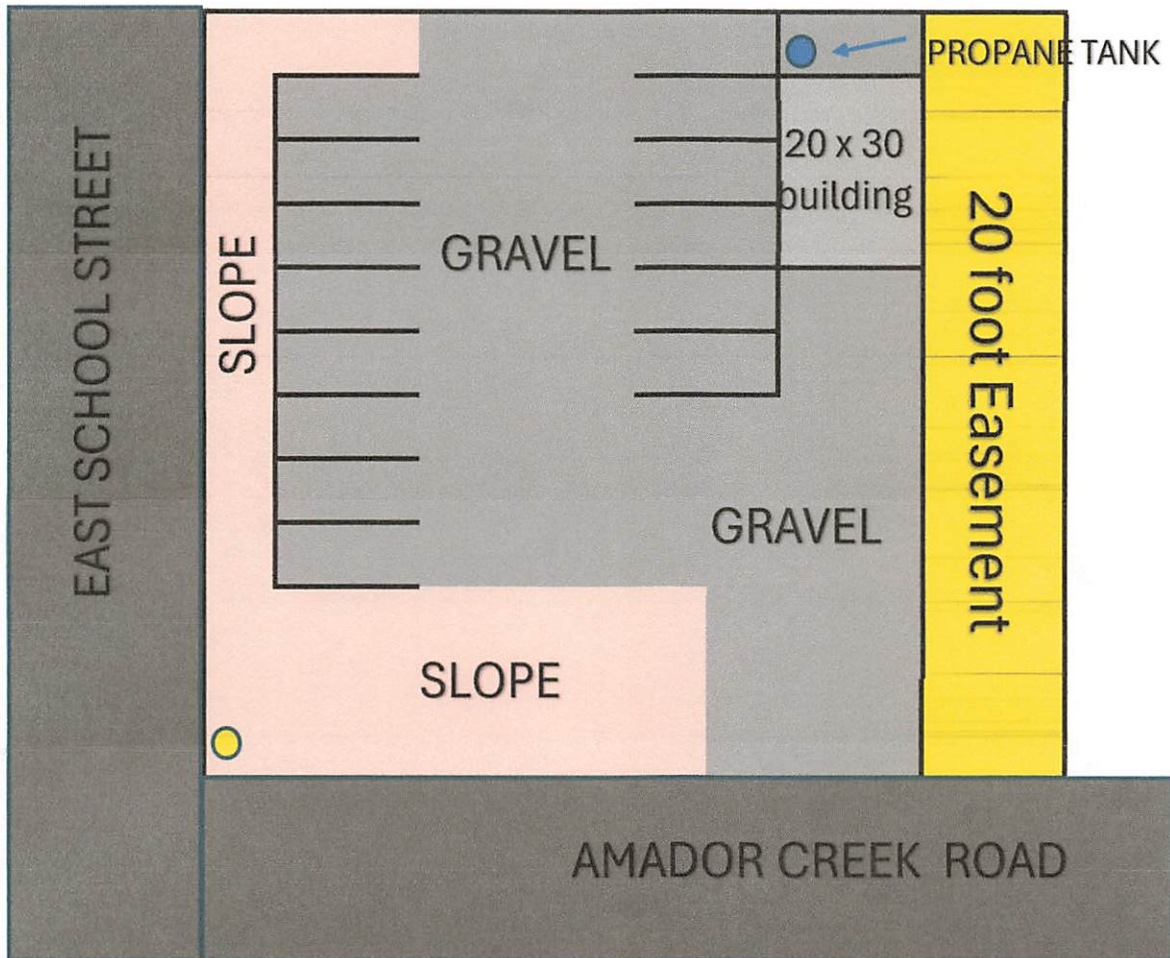 PROPANE TANK
20 x 30
building
EAST SCHOOL STREET
SLOPE
GRAVEL
20 foot Easement
GRAVEL
SLOPE
AMADOR CREEK ROAD